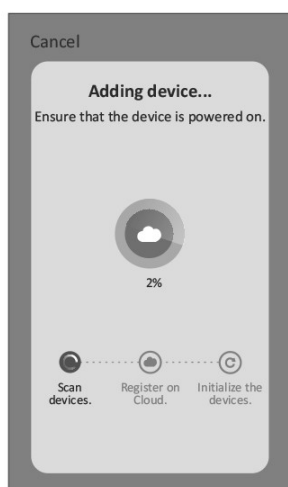 Cancel
Adding device...
Ensure that the device is powered on.
2%
Scan
devices.
Register on
Cloud.
Initialize the
devices.